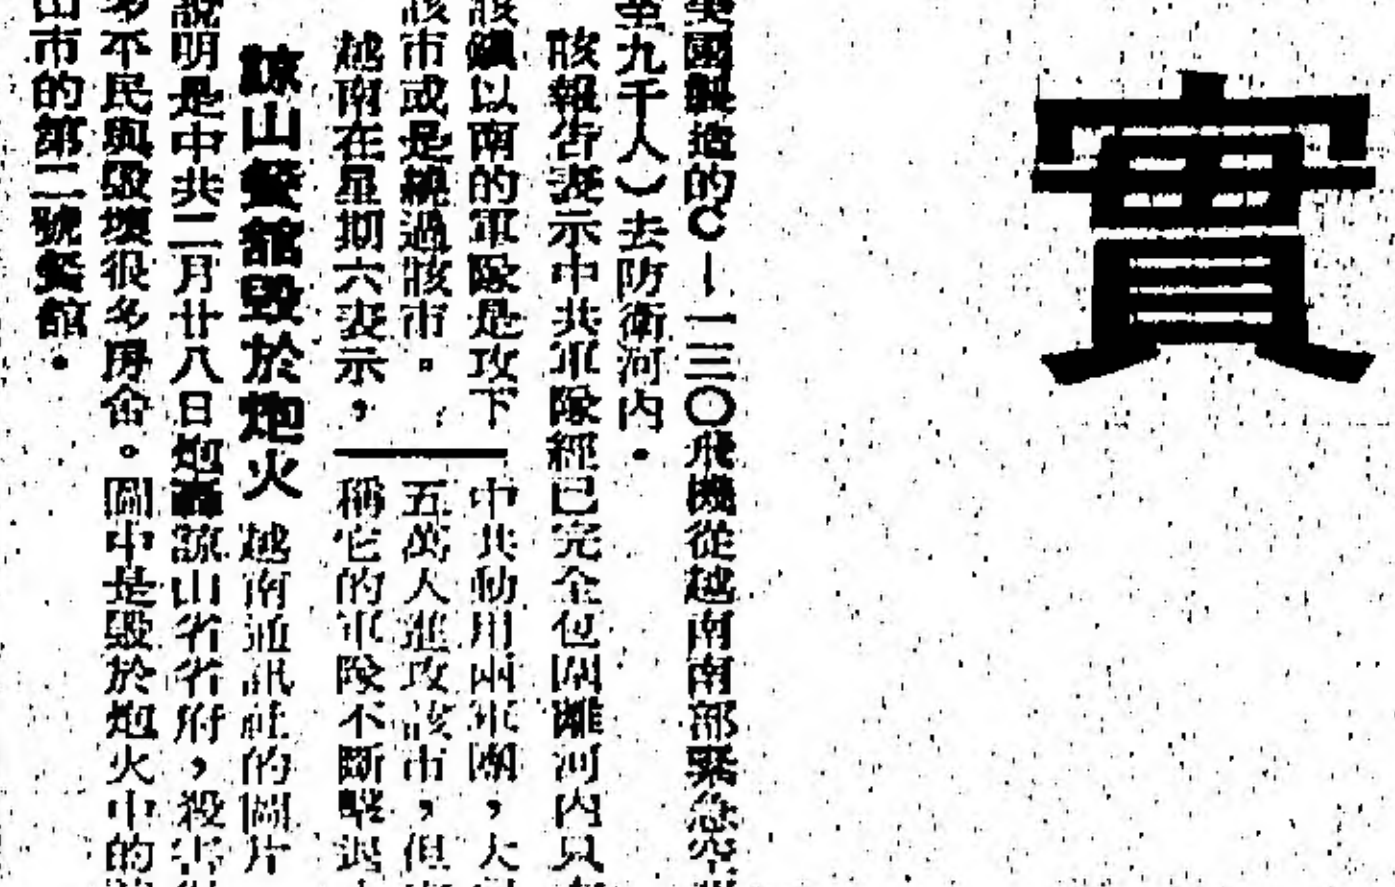 實
美國製造的C—一三〇飛機從越南南部緊急空
至九千人)去防衛河內.
該報告表示中共軍隊經已完全包圍離河內只
該鎮以南的軍隊是攻下
該市或是繞過該市。
越南在星期六表示,
中共動用兩軍團,大
五萬人進攻該市,但
稱它的軍隊不斷擊退
諒山餐館毀於炮火
越南通訊社的圖片
說明是中共二月廿八日炮轟諒山省省府,殺害
多不民與毀壞很多房舍。圖中是毀於炮火中的
山市的第二號餐館.